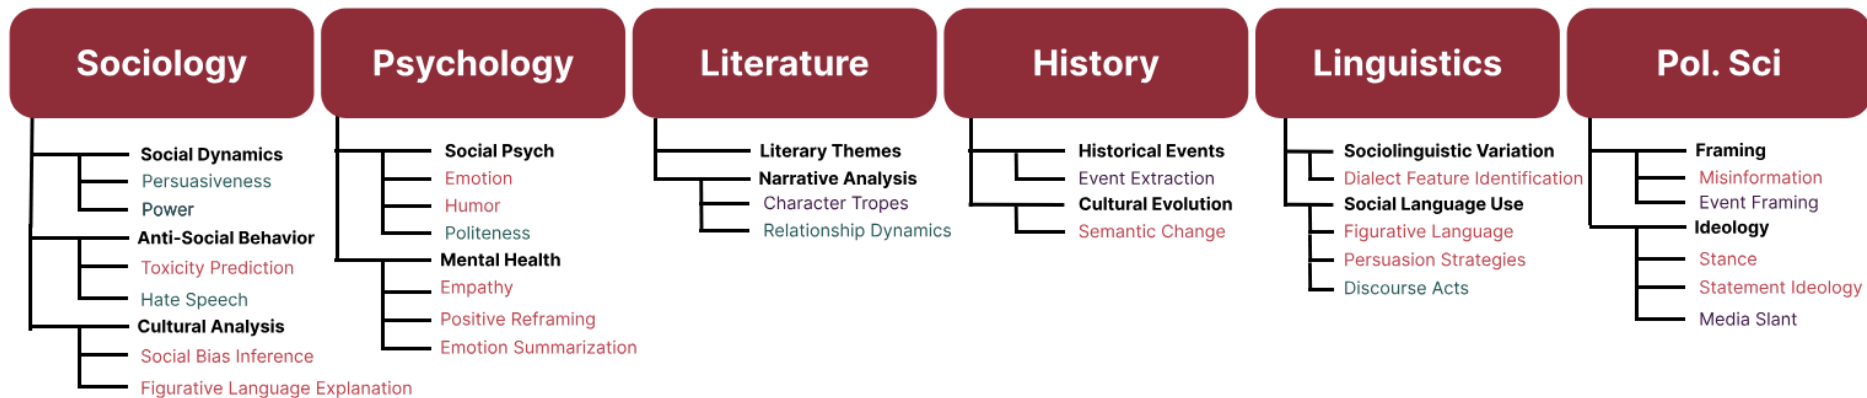 Sociology
Social Dynamics
Persuasiveness
Power
Anti-Social Behavior
Toxicity Prediction
Hate Speech
Cultural Analysis
Social Bias Inference
Figurative Language Explanation
Psychology
Social Psych
Emotion
Humor
Politeness
Mental Health
Empathy
Positive Reframing
Emotion Summarization
Literature
Literary Themes
Narrative Analysis
Character Tropes
Relationship Dynamics
History
Historical Events
Event Extraction
Cultural Evolution
Semantic Change
Linguistics
Sociolinguistic Variation
Dialect Feature Identification
Social Language Use
Figurative Language
Persuasion Strategies
Discourse Acts
Pol. Sci
Framing
Misinformation
Event Framing
Ideology
Stance
Statement Ideology
Media Slant